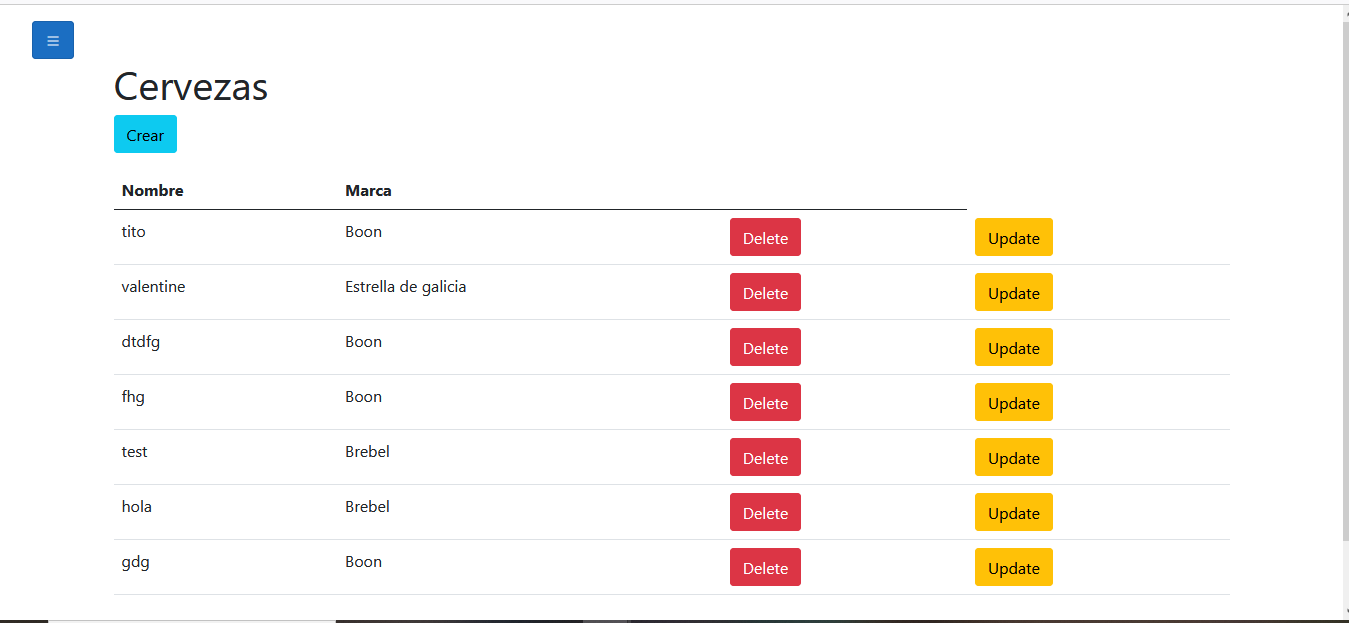 Cervezas
Crear
Nombre Marca
tito Boon Delete Update
valentine Estrella de galicia Delete Update
dtdfg Boon Delete Update
fhg Boon Delete Update
test Brebel Delete Update
hola Brebel Delete Update
gdg Boon Delete Update